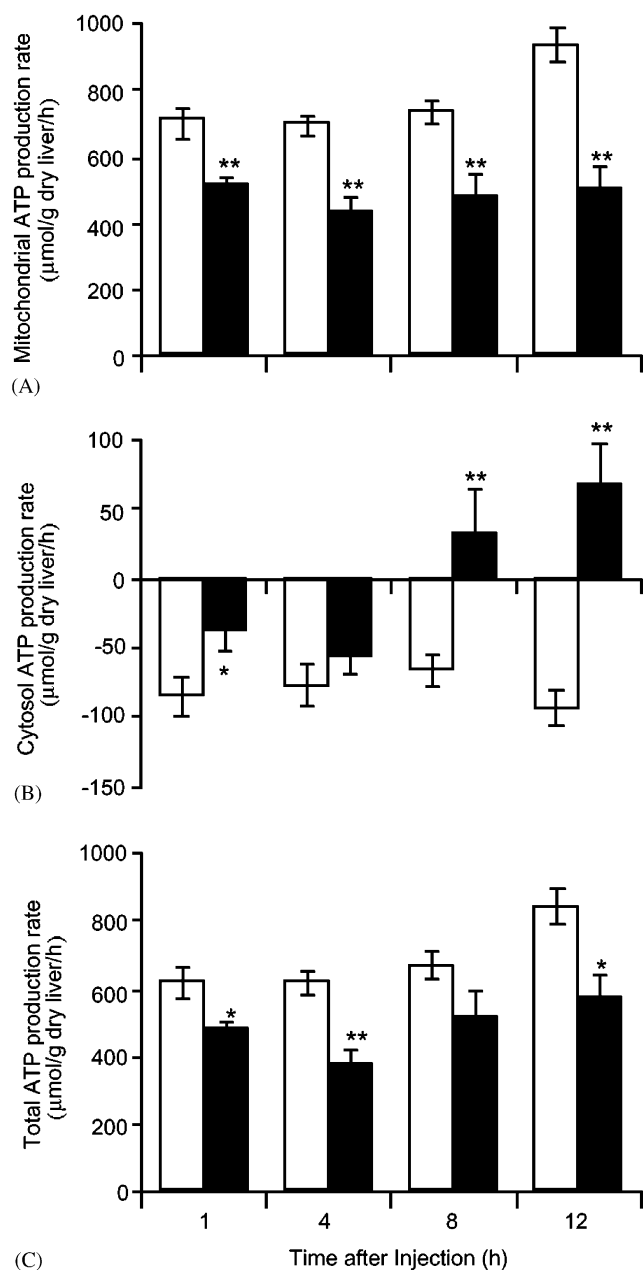 Mitochondrial ATP production rate
(μmol/g dry liver/h)
1000
800
600
400
200
0
**
**
**
**
(A)
Cytosol ATP production rate
(μmol/g dry liver/h)
100
50
0
-50
-100
-150
*
**
**
(B)
Total ATP production rate
(μmol/g dry liver/h)
1000
800
600
400
200
0
*
**
*
1 4 8 12
(C)
Time after Injection (h)